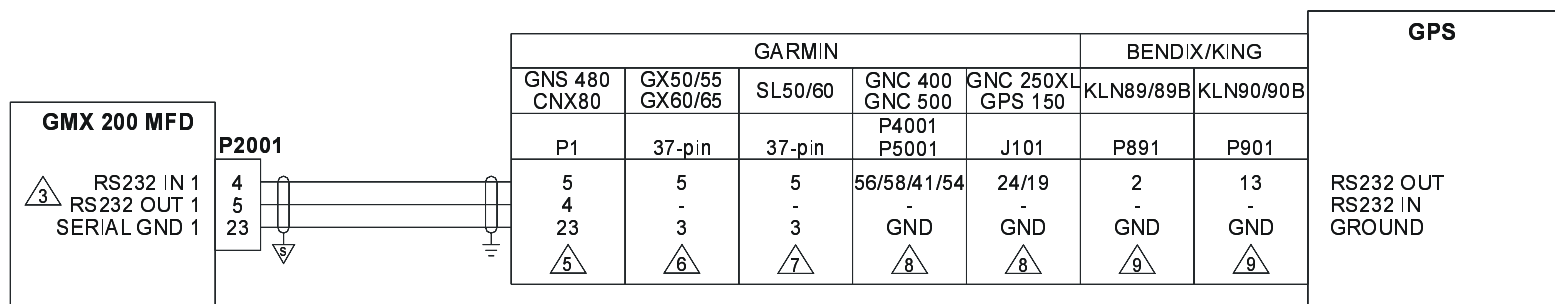 GPS
GARMIN BENDIX/KING
GNS 480 GX50/55 SL50/60 GNC 400 GNC 250XL KLN89/89B KLN90/90B
CNX80 GX60/65 GNC 500 GPS 150
GMX 200 MFD
P2001
P4001
P1 37-pin 37-pin P5001 J101 P891 P901
3 RS232 IN 1 4 5 5 5 56/58/41/54 24/19 2 13 RS232 OUT
RS232 OUT 1 5 4 - - - - - - RS232 IN
SERIAL GND 1 23 23 3 3 GND GND GND GND GROUND
S 5 6 7 8 8 9 9